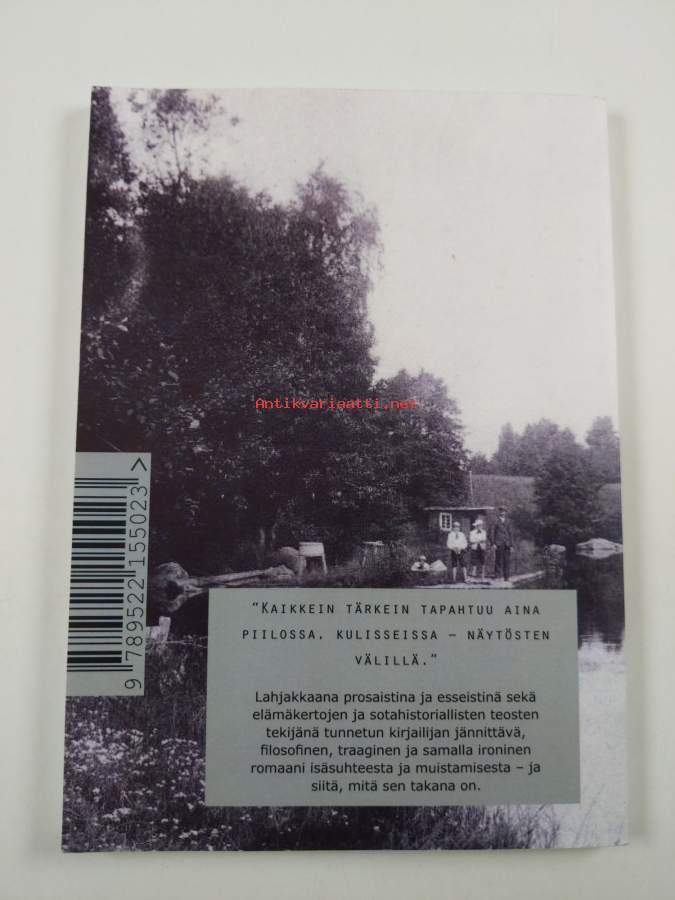 Antikvariaatti.net
9 789522 155023 >
"KAIKKEIN TÄRKEIN TAPAHTUU AINA
PIILOSSA, KULISSEISSA – NÄYTÖSTEN
VÄLILLÄ."
Lahjakkaana prosaistina ja esseistinä sekä
elämäkertojen ja sotahistoriallisten teosten
tekijänä tunnetun kirjailijan jännittävä,
filosofinen, traaginen ja samalla ironinen
romaani isäsuhteesta ja muistamisesta – ja
siitä, mitä sen takana on.